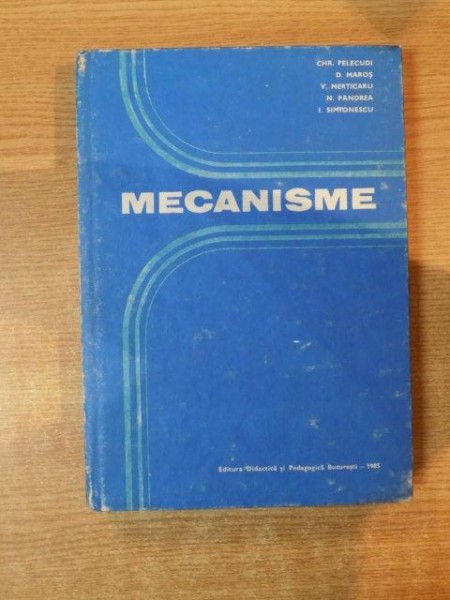 CHR. PELECUDI
D. MAROȘ
V. MERTICARU
N. PANDREA
I. SIMIONESCU
MECANISME
Editura Didactică și Pedagogică București – 1985